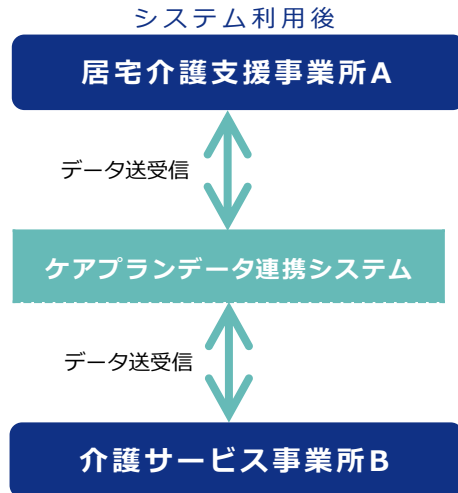 システム利用後
居宅介護支援事業所A
データ送受信
ケアプランデータ連携システム
データ送受信
介護サービス事業所B